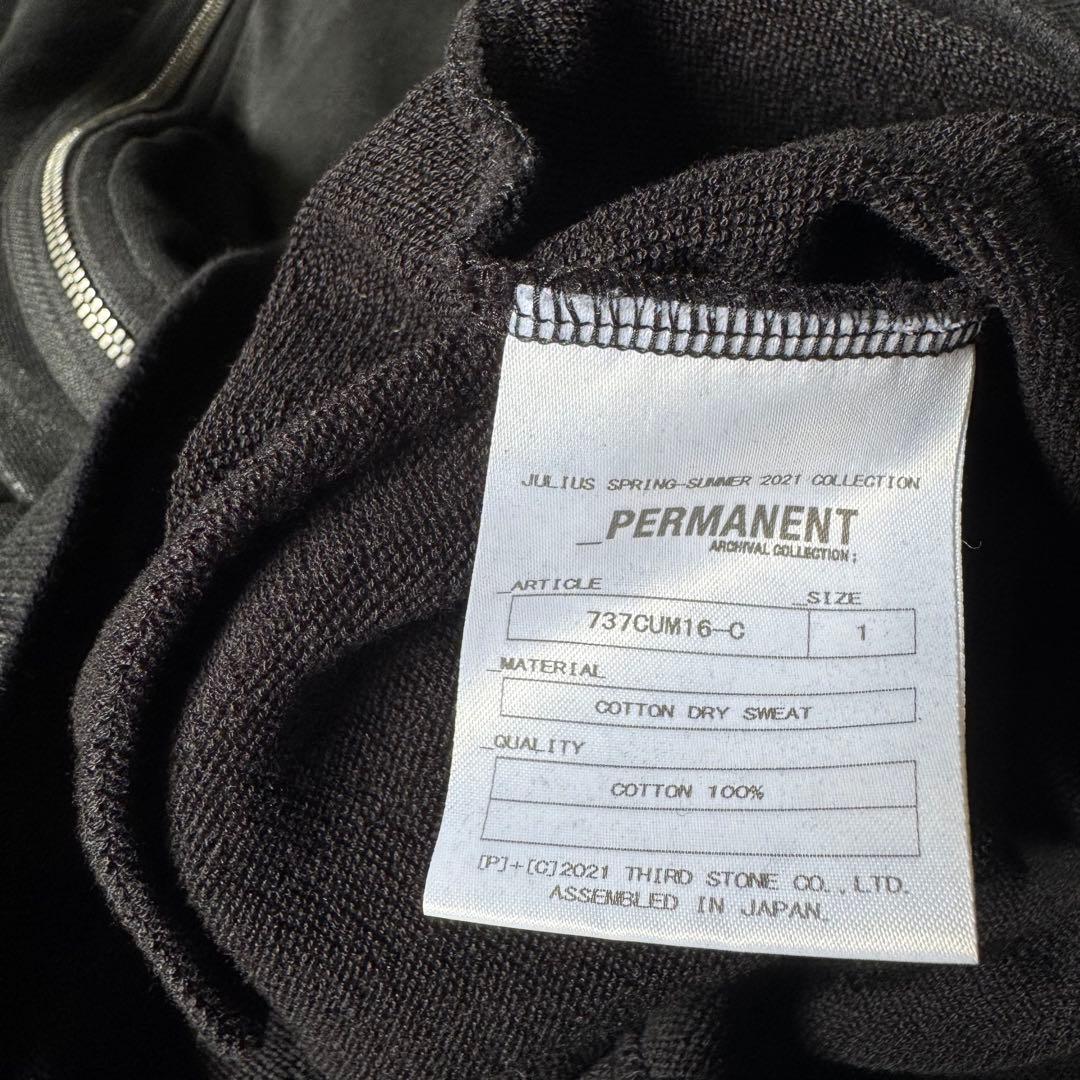 JULIUS SPRING-SUMMER 2021 COLLECTION
_PERMANENT
ARCHIVAL COLLECTION;
_ARTICLE _SIZE
737CUM16-C 1
_MATERIAL
COTTON DRY SWEAT
_QUALITY
COTTON 100%
[P]+[C]2021 THIRD STONE CO.,LTD.
ASSEMBLED IN JAPAN.